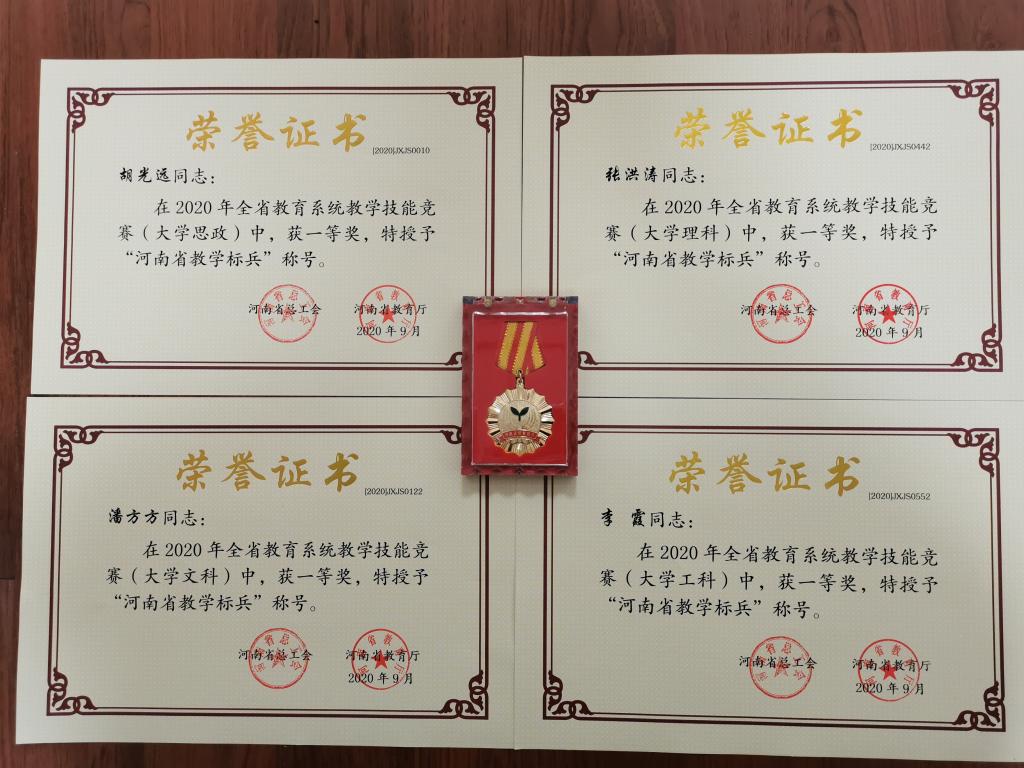 荣誉证书
[2020]JXJS0010
胡光远同志：
在2020年全省教育系统教学技能竞
赛（大学思政）中，获一等奖，特授予
“河南省教学标兵”称号。
河南省总工会 河南省教育厅
2020年9月
荣誉证书
[2020]JXJS0442
张洪涛同志：
在2020年全省教育系统教学技能竞
赛（大学理科）中，获一等奖，特授予
“河南省教学标兵”称号。
河南省总工会 河南省教育厅
2020年9月
荣誉证书
[2020]JXJS0122
潘方方同志：
在2020年全省教育系统教学技能竞
赛（大学文科）中，获一等奖，特授予
“河南省教学标兵”称号。
河南省总工会 河南省教育厅
2020年9月
荣誉证书
[2020]JXJS0552
李 霞同志：
在2020年全省教育系统教学技能竞
赛（大学工科）中，获一等奖，特授予
“河南省教学标兵”称号。
河南省总工会 河南省教育厅
2020年9月